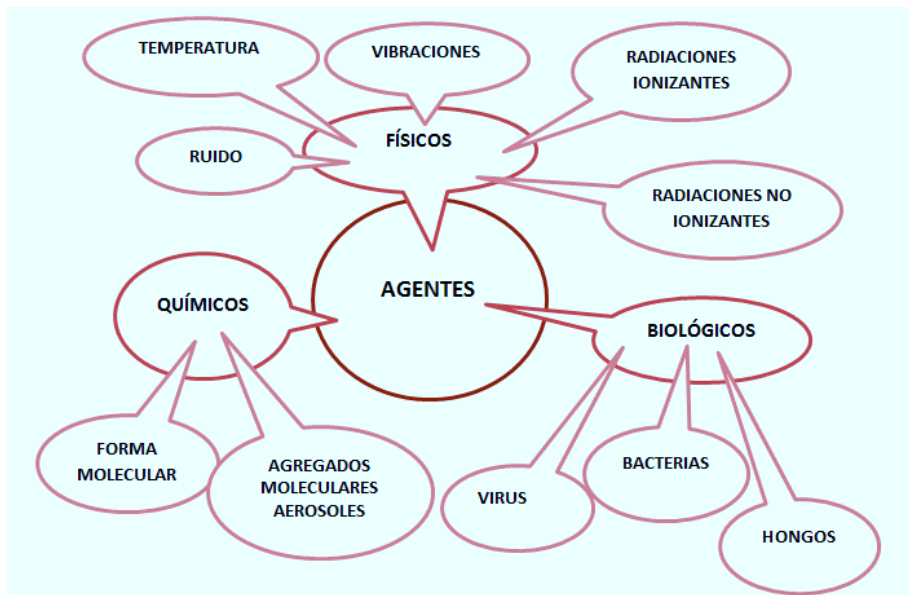 TEMPERATURA
VIBRACIONES
RADIACIONES
IONIZANTES
FÍSICOS
RUIDO
RADIACIONES NO
IONIZANTES
AGENTES
QUÍMICOS
BIOLÓGICOS
FORMA
MOLECULAR
AGREGADOS
MOLECULARES
AEROSOLES
VIRUS
BACTERIAS
HONGOS